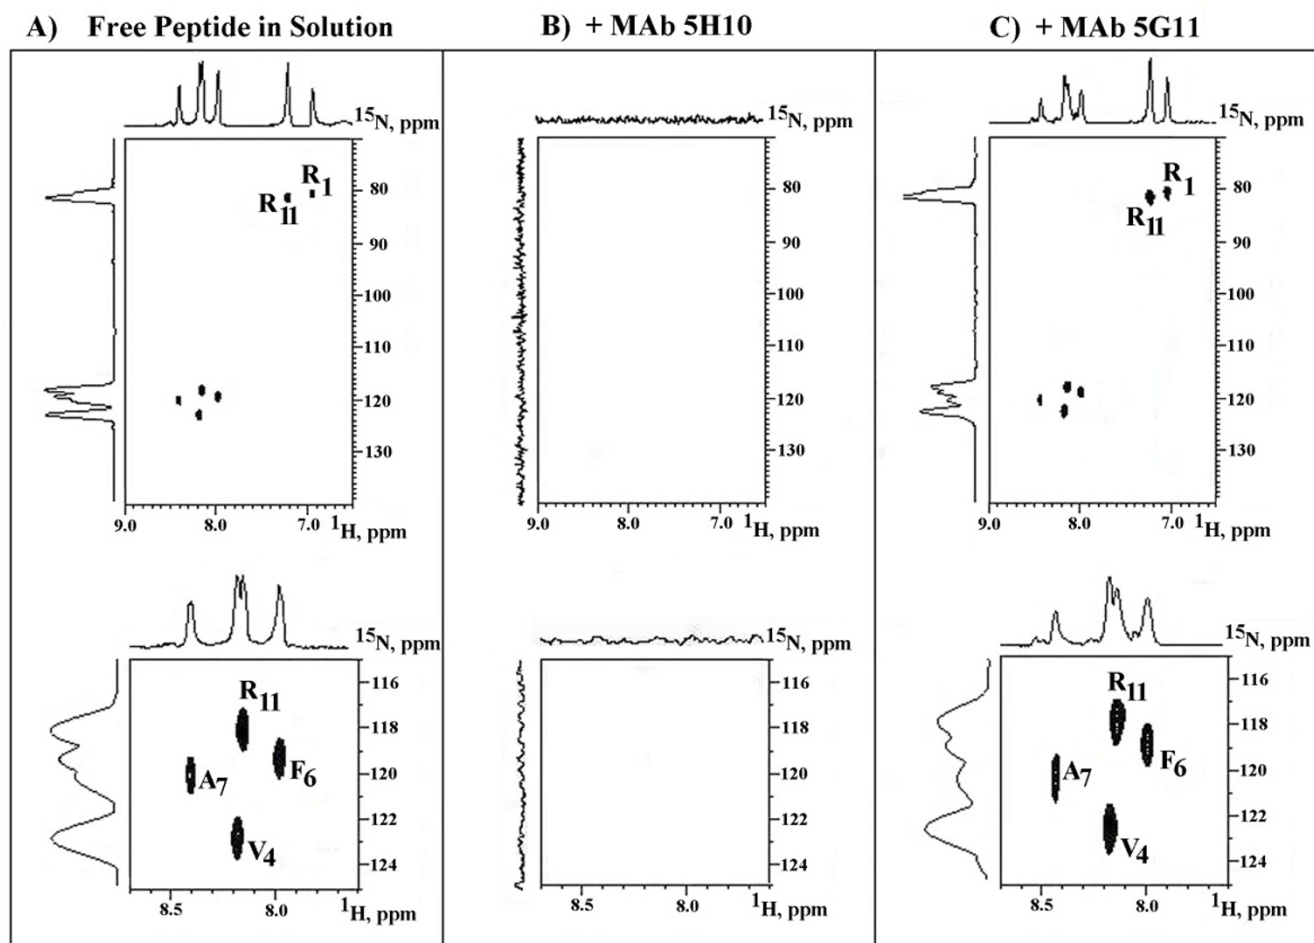 A) Free Peptide in Solution
B) + MAb 5H10
C) + MAb 5G11
15N, ppm
R1
R11
80
90
100
110
120
130
9.0 8.0 7.0 1H, ppm
15N, ppm
80
90
100
110
120
130
9.0 8.0 7.0 1H, ppm
15N, ppm
R1
R11
80
90
100
110
120
130
9.0 8.0 7.0 1H, ppm
15N, ppm
R11
A7
F6
V4
116
118
120
122
124
8.5 8.0 1H, ppm
15N, ppm
116
118
120
122
124
8.5 8.0 1H, ppm
15N, ppm
R11
A7
F6
V4
116
118
120
122
124
8.5 8.0 1H, ppm